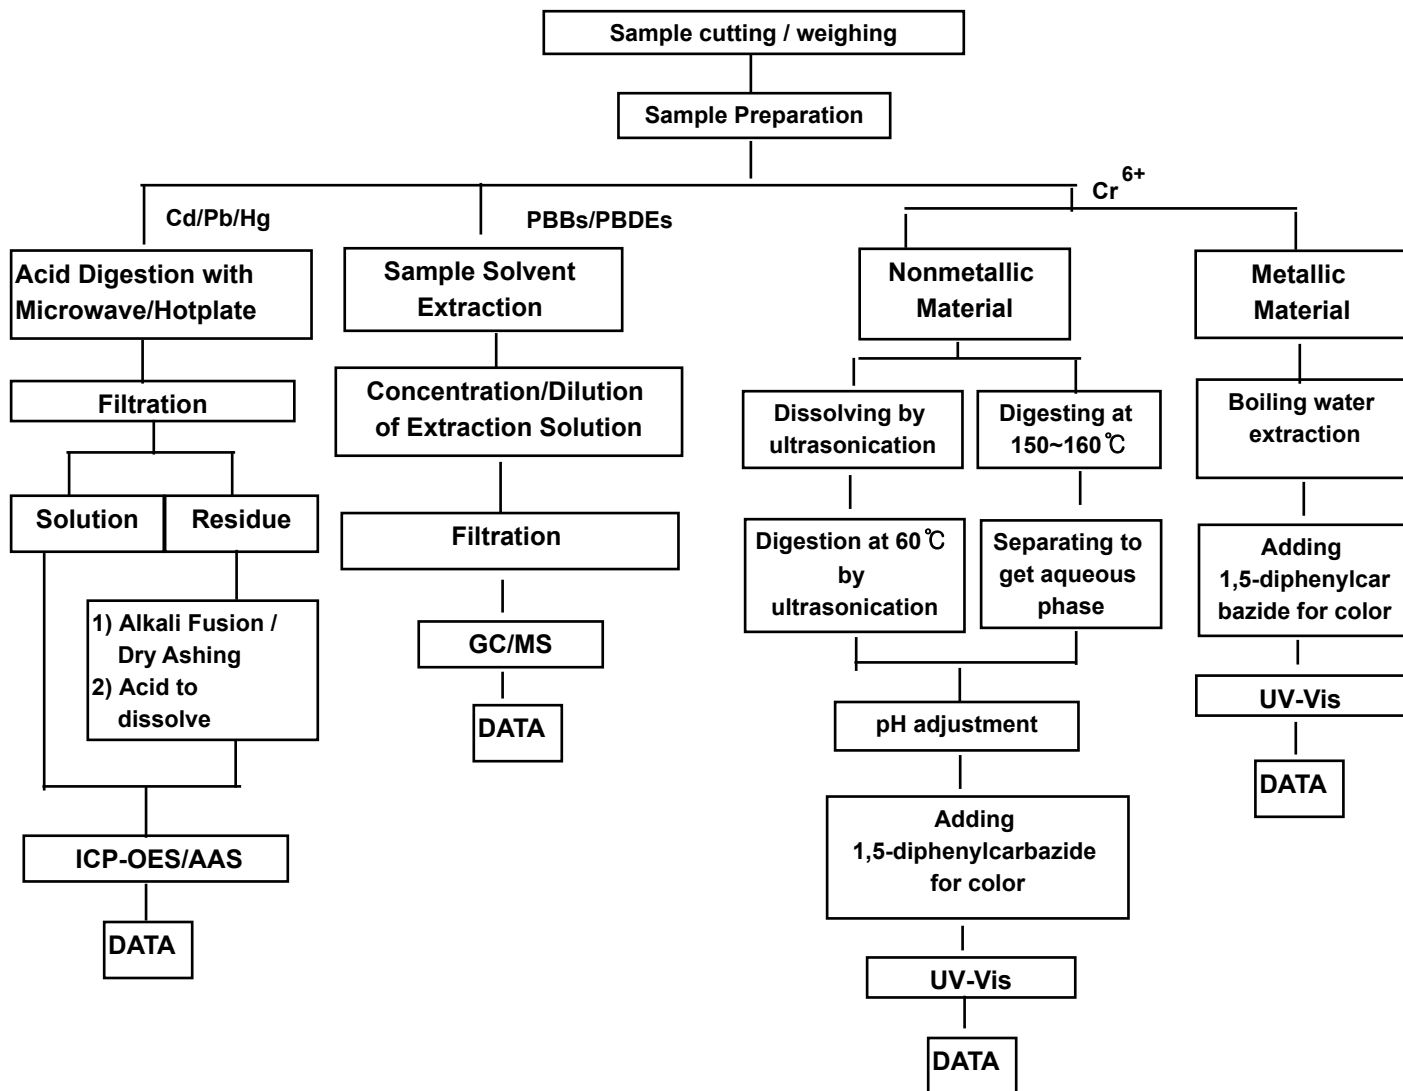 Sample cutting / weighing
Sample Preparation
Cr 6+
Cd/Pb/Hg
PBBs/PBDEs
Acid Digestion with
Microwave/Hotplate
Sample Solvent
Extraction
Nonmetallic
Material
Metallic
Material
Filtration
Concentration/Dilution
of Extraction Solution
Dissolving by
ultrasonication
Digesting at
150~160℃
Boiling water
extraction
Solution
Residue
Filtration
Digestion at 60℃
by
ultrasonication
Separating to
get aqueous
phase
Adding
1,5-diphenylcar
bazide for color
1) Alkali Fusion /
Dry Ashing
2) Acid to
dissolve
GC/MS
DATA
pH adjustment
UV-Vis
DATA
ICP-OES/AAS
DATA
Adding
1,5-diphenylcarbazide
for color
UV-Vis
DATA